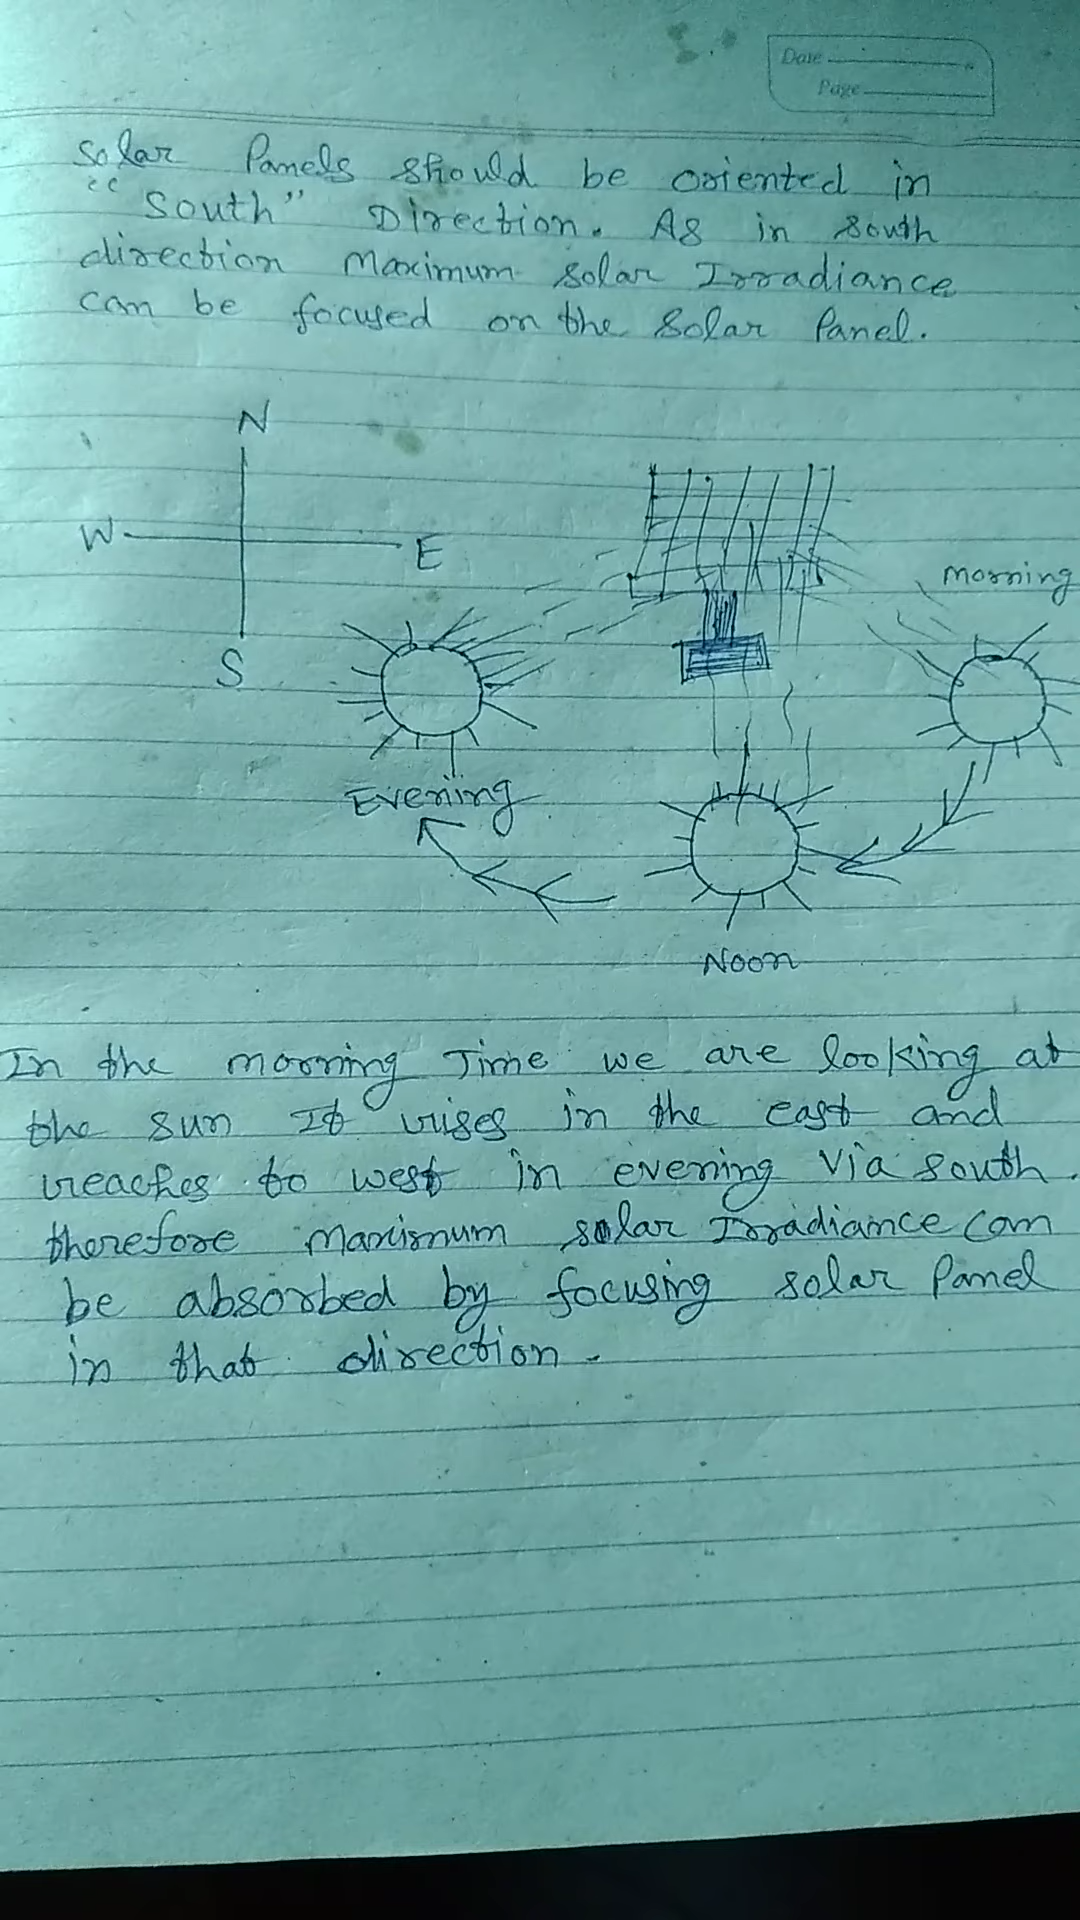 Date
Page
Solar Panels should be oriented in
"South" Direction. As in south
direction Maximum solar Irradiance
can be focused on the Solar Panel.
N
W
E
S
morning
Evening
Noon
In the morning Time we are looking at
the sun It rises in the east and
reaches to west in evening via south.
therefore maximum solar Irradiance can
be absorbed by focusing solar Panel
in that direction.